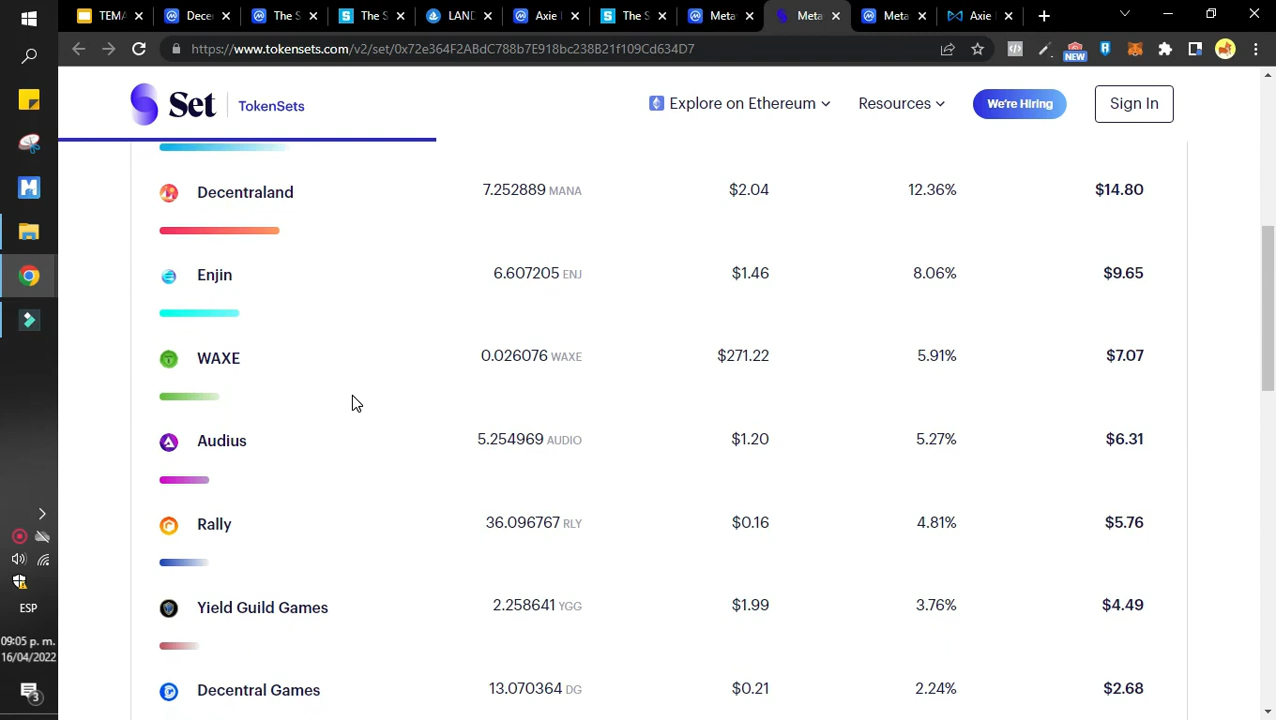 TEMA
Decer
The S
The S
LAND
Axie I
The S
Meta
Meta
Meta
Axie I
https://www.tokensets.com/v2/set/0x72e364F2ABdC788b7E918bc238B21f109Cd634D7
NEW
Set TokenSets Explore on Ethereum Resources We're Hiring Sign In
Decentraland 7.252889 MANA $2.04 12.36% $14.80
Enjin 6.607205 ENJ $1.46 8.06% $9.65
WAXE 0.026076 WAXE $271.22 5.91% $7.07
Audius 5.254969 AUDIO $1.20 5.27% $6.31
Rally 36.096767 RLY $0.16 4.81% $5.76
Yield Guild Games 2.258641 YGG $1.99 3.76% $4.49
Decentral Games 13.070364 DG $0.21 2.24% $2.68
ESP
09:05 p. m.
16/04/2022
3